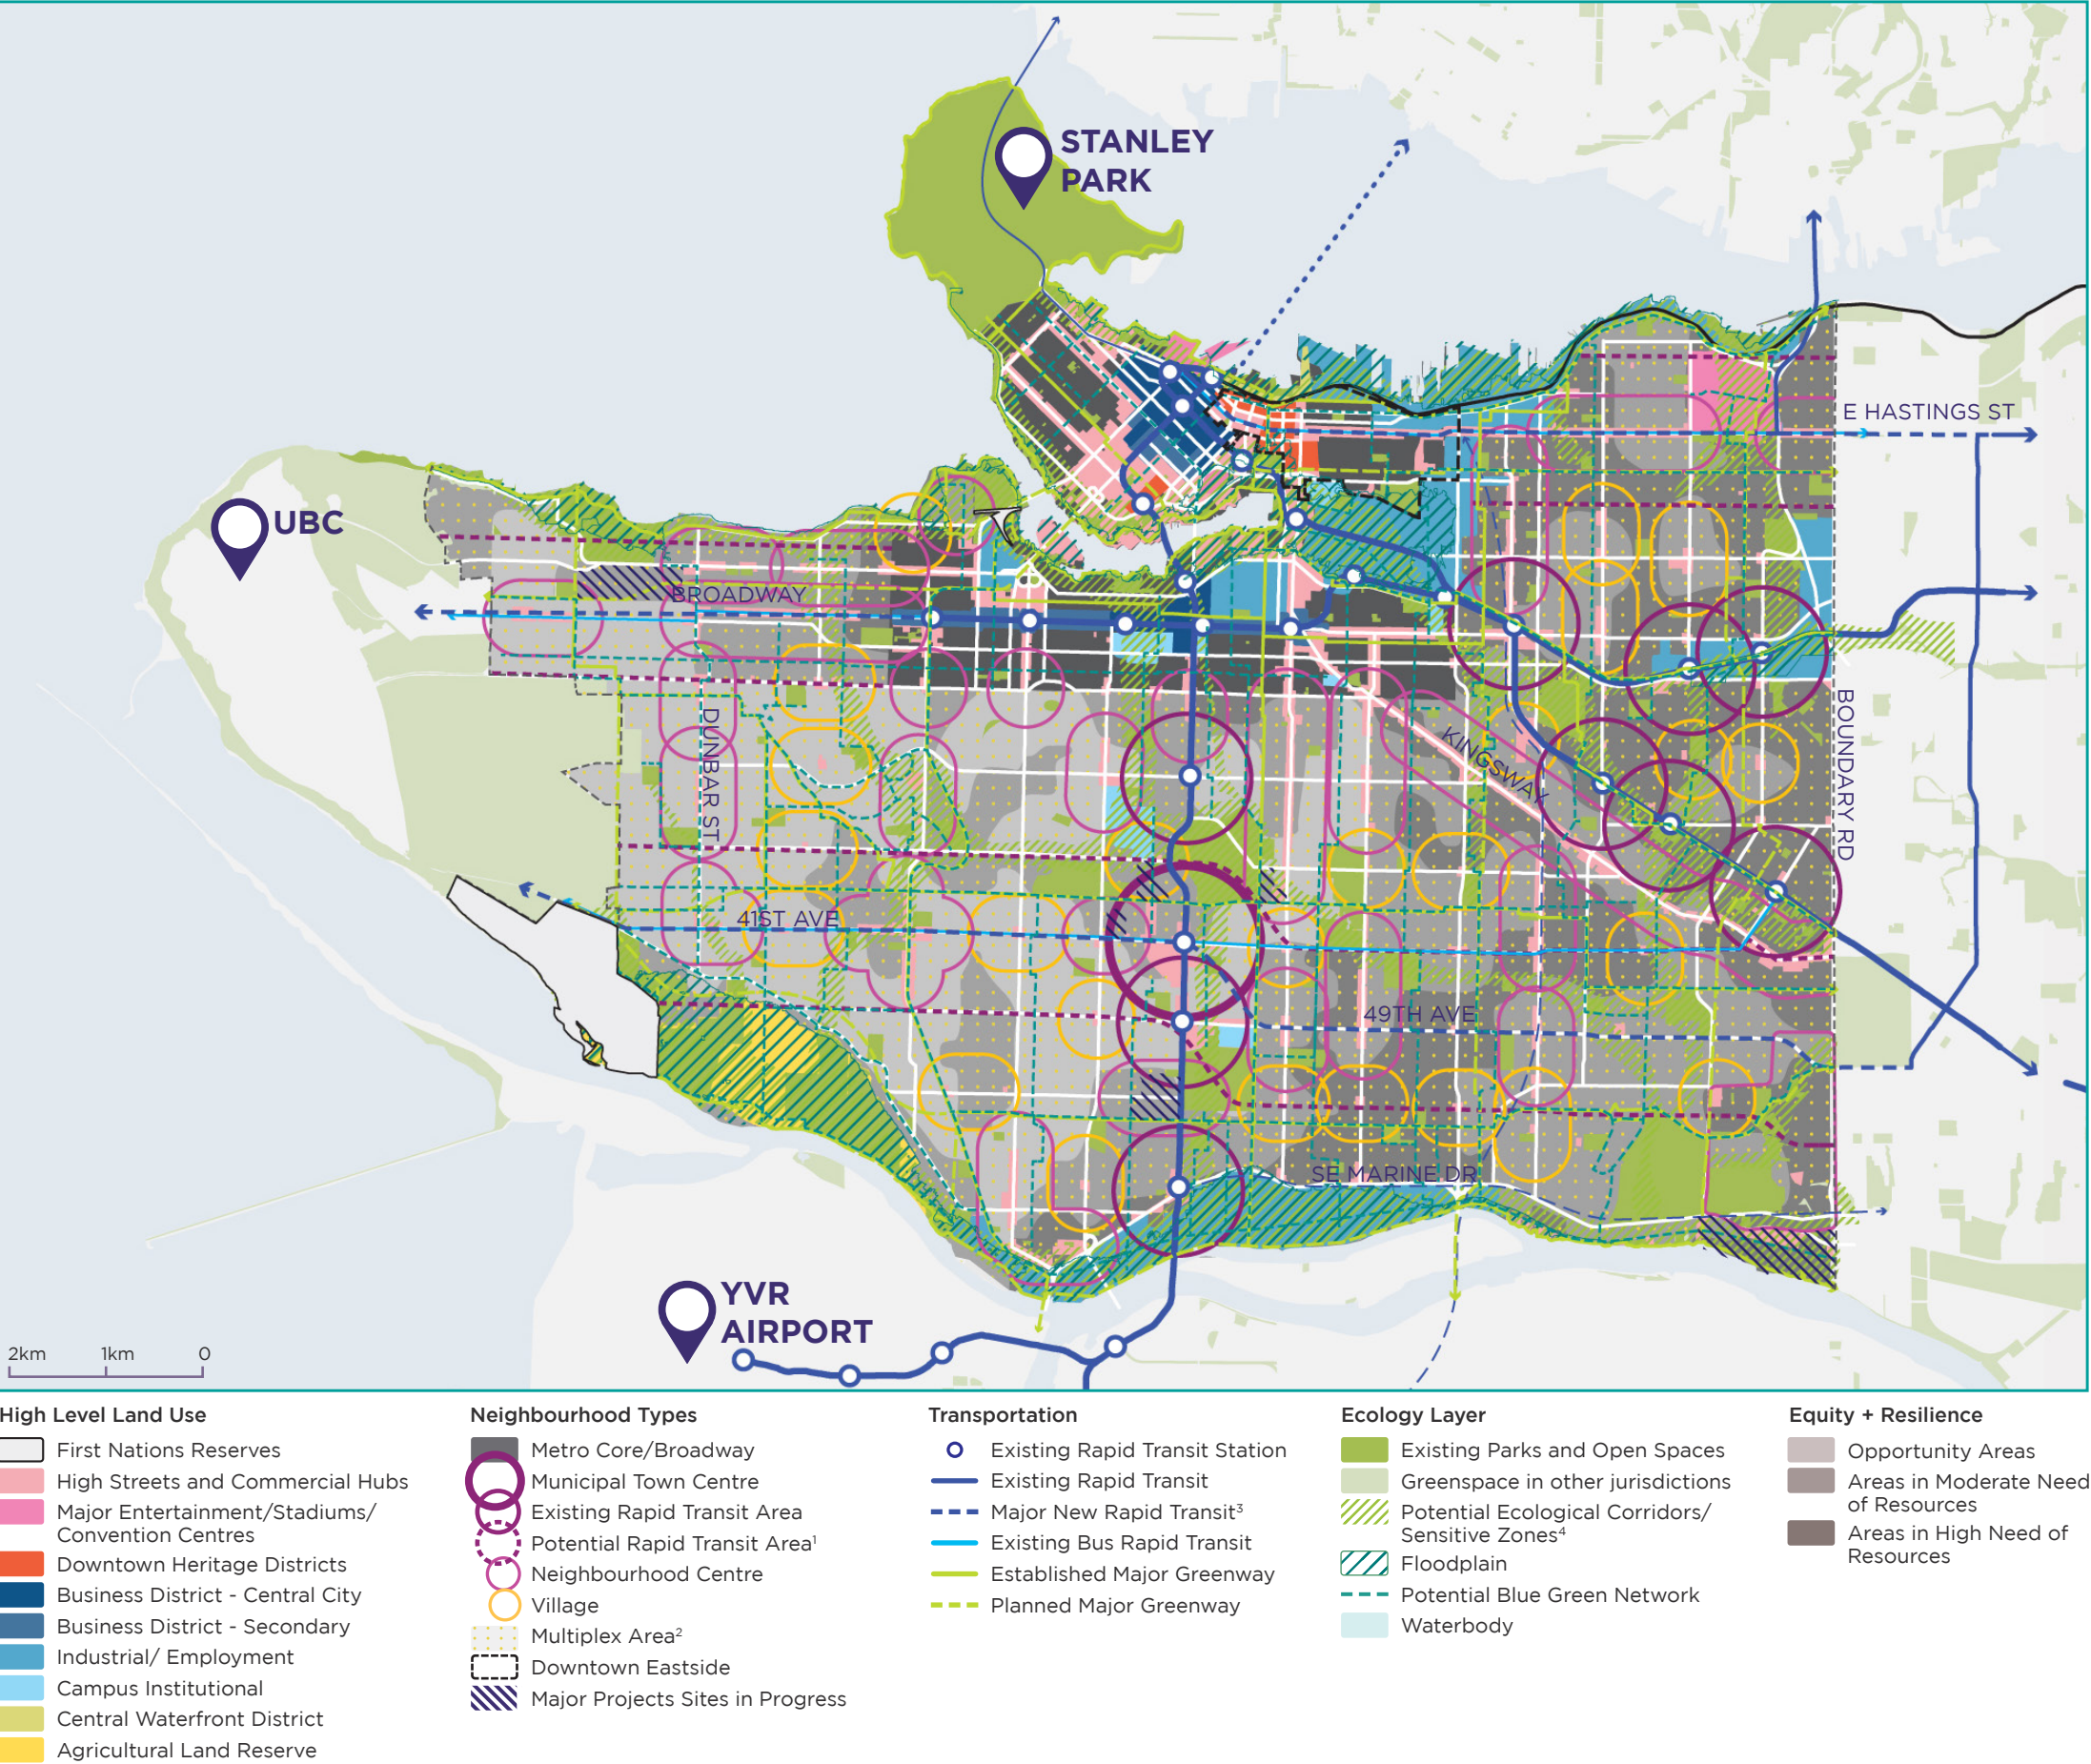 STANLEY
PARK
E HASTINGS ST
UBC
BROADWAY
DUNBAR ST
KINGSWAY
BOUNDARY RD
41ST AVE
49TH AVE
SE MARINE DR
YVR
AIRPORT
2km 1km 0
High Level Land Use
First Nations Reserves
High Streets and Commercial Hubs
Major Entertainment/Stadiums/
Convention Centres
Downtown Heritage Districts
Business District - Central City
Business District - Secondary
Industrial/ Employment
Campus Institutional
Central Waterfront District
Agricultural Land Reserve
Neighbourhood Types
Metro Core/Broadway
Municipal Town Centre
Existing Rapid Transit Area
Potential Rapid Transit Area¹
Neighbourhood Centre
Village
Multiplex Area²
Downtown Eastside
Major Projects Sites in Progress
Transportation
Existing Rapid Transit Station
Existing Rapid Transit
Major New Rapid Transit³
Existing Bus Rapid Transit
Established Major Greenway
Planned Major Greenway
Ecology Layer
Existing Parks and Open Spaces
Greenspace in other jurisdictions
Potential Ecological Corridors/
Sensitive Zones⁴
Floodplain
Potential Blue Green Network
Waterbody
Equity + Resilience
Opportunity Areas
Areas in Moderate Need
of Resources
Areas in High Need of
Resources